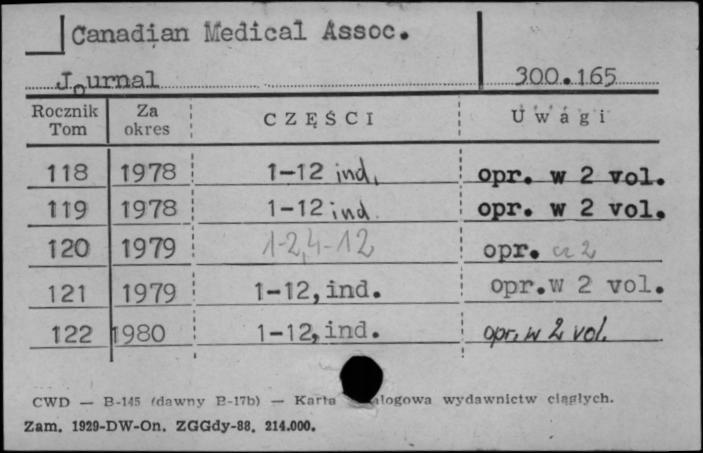 Canadian Medical Assoc.
Journal 300.165
Rocznik Tom Za okres CZĘŚCI Uwagi
118 1978 1-12 ind. opr. w 2 vol.
119 1978 1-12 ind. opr. w 2 vol.
120 1979 1-2,4-12 opr. w 2
121 1979 1-12, ind. opr.w 2 vol.
122 1980 1-12, ind. opr. w 2 vol.
CWD — B-145 (dawny B-17b) — Karta alogowa wydawnictw ciągłych.
Zam. 1929-DW-On. ZGGdy-88. 214.000.